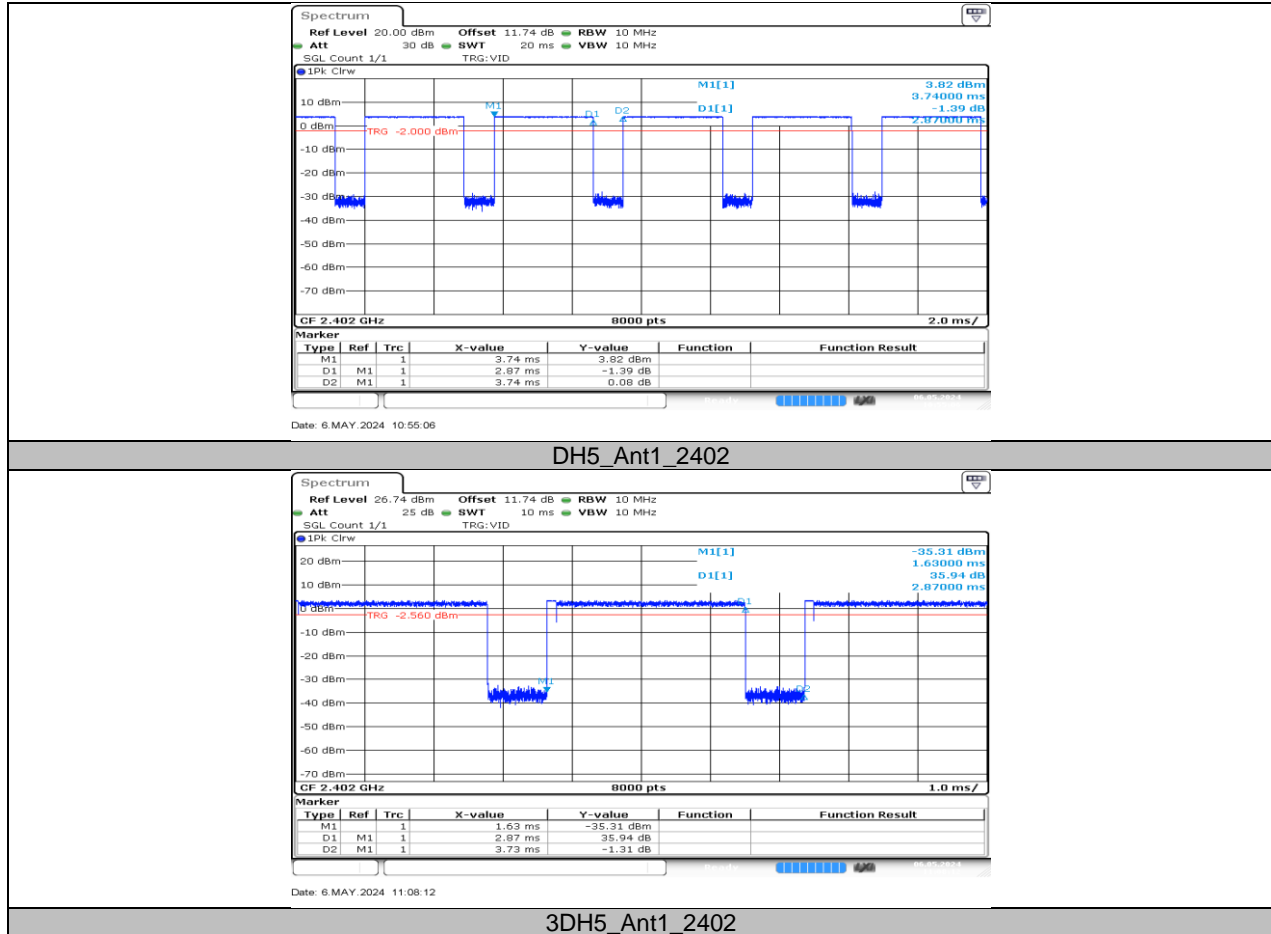 Spectrum
Ref Level 20.00 dBm Offset 11.74 dB RBW 10 MHz
Att 30 dB SWT 20 ms VBW 10 MHz
SGL Count 1/1 TRG:VID
1Pk Clrw
M1[1] 3.82 dBm
3.74000 ms
D1[1] -1.39 dB
2.87000 ms
10 dBm
M1 D1 D2
0 dBm
TRG -2.000 dBm
-10 dBm
-20 dBm
-30 dBm
-40 dBm
-50 dBm
-60 dBm
-70 dBm
CF 2.402 GHz 8000 pts 2.0 ms/
Marker
Type Ref Trc X-value Y-value Function Function Result
M1 1 3.74 ms 3.82 dBm
D1 M1 1 2.87 ms -1.39 dB
D2 M1 1 3.74 ms 0.08 dB
Ready 06.05.2024
Date: 6.MAY.2024 10:55:06
DH5_Ant1_2402
Spectrum
Ref Level 26.74 dBm Offset 11.74 dB RBW 10 MHz
Att 25 dB SWT 10 ms VBW 10 MHz
SGL Count 1/1 TRG:VID
1Pk Clrw
M1[1] -35.31 dBm
1.63000 ms
D1[1] 35.94 dB
2.87000 ms
20 dBm
10 dBm
D1
0 dBm
TRG -2.560 dBm
-10 dBm
-20 dBm
-30 dBm
M1 D2
-40 dBm
-50 dBm
-60 dBm
-70 dBm
CF 2.402 GHz 8000 pts 1.0 ms/
Marker
Type Ref Trc X-value Y-value Function Function Result
M1 1 1.63 ms -35.31 dBm
D1 M1 1 2.87 ms 35.94 dB
D2 M1 1 3.73 ms -1.31 dB
Ready 06.05.2024
Date: 6.MAY.2024 11:08:12
3DH5_Ant1_2402